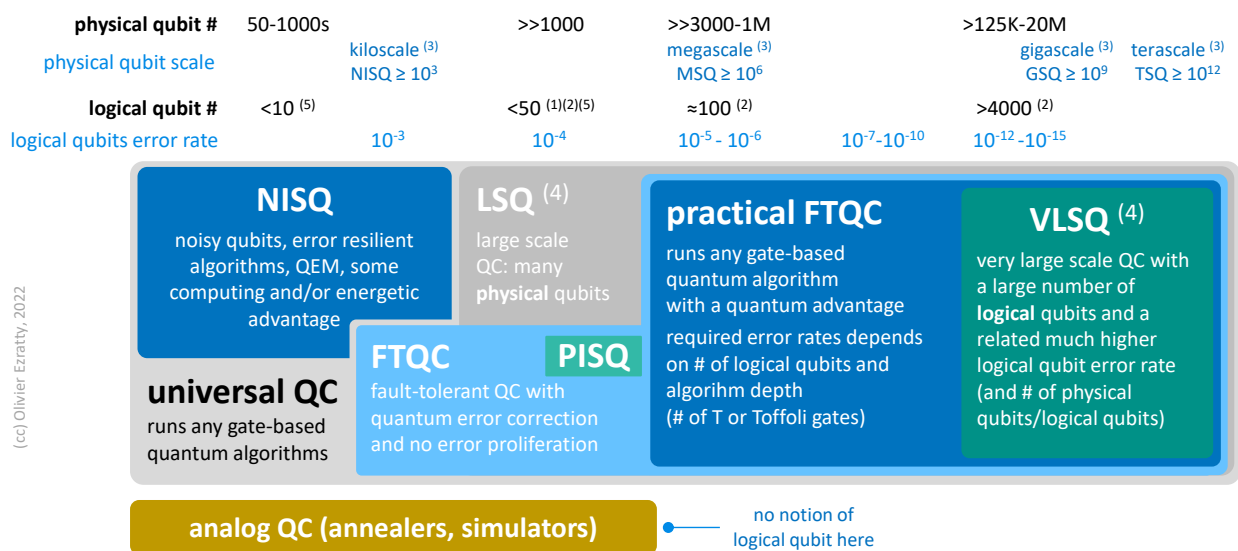 physical qubit # 50-1000s >>1000 >>3000-1M >125K-20M
physical qubit scale
kiloscale (3)
NISQ ≥ 10³
megascale (3)
MSQ ≥ 10⁶
gigascale (3)
GSQ ≥ 10⁹
terascale (3)
TSQ ≥ 10¹²
logical qubit # <10 (5) <50 (1)(2)(5) ≈100 (2) >4000 (2)
logical qubits error rate 10⁻³ 10⁻⁴ 10⁻⁵ - 10⁻⁶ 10⁻⁷-10⁻¹⁰ 10⁻¹² -10⁻¹⁵
NISQ
noisy qubits, error resilient
algorithms, QEM, some
computing and/or energetic
advantage
LSQ (4)
large scale
QC: many
physical qubits
practical FTQC
runs any gate-based
quantum algorithm
with a quantum advantage
required error rates depends
on # of logical qubits and
algorihm depth
(# of T or Toffoli gates)
VLSQ (4)
very large scale QC with
a large number of
logical qubits and a
related much higher
logical qubit error rate
(and # of physical
qubits/logical qubits)
FTQC
PISQ
fault-tolerant QC with
quantum error correction
and no error proliferation
universal QC
runs any gate-based
quantum algorithms
analog QC (annealers, simulators)
no notion of
logical qubit here
(cc) Olivier Ezratty, 2022